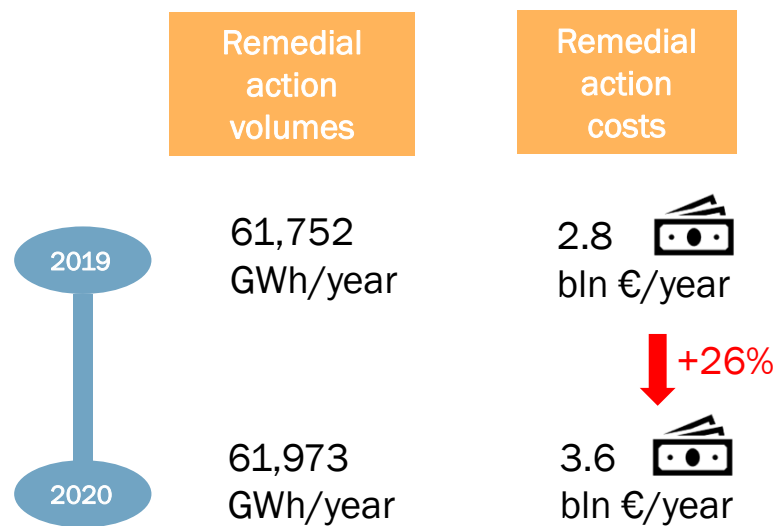 Remedial
action
volumes
Remedial
action
costs
2019
61,752
GWh/year
2.8
bln €/year
+26%
2020
61,973
GWh/year
3.6
bln €/year